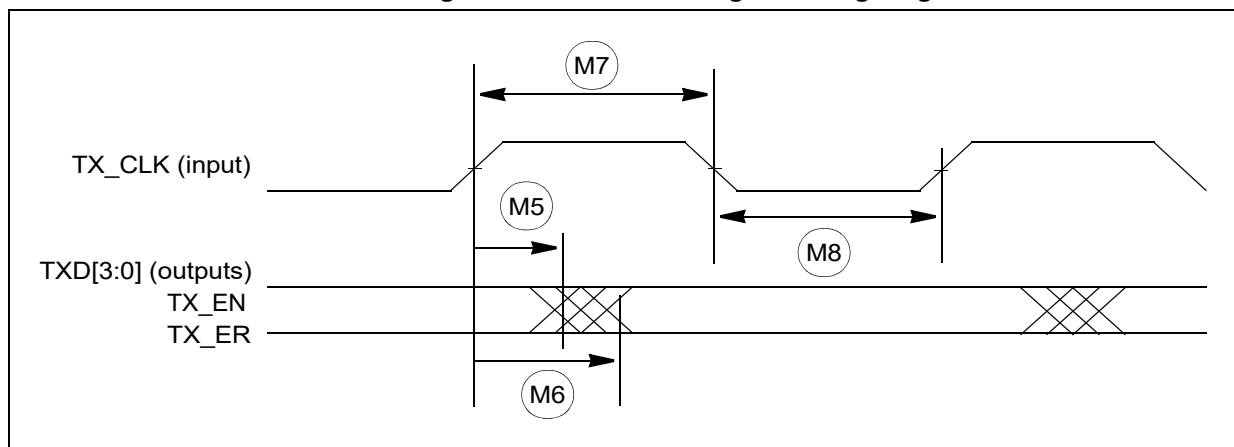 M7
TX_CLK (input)
M5
M8
TXD[3:0] (outputs)
TX_EN
TX_ER
M6